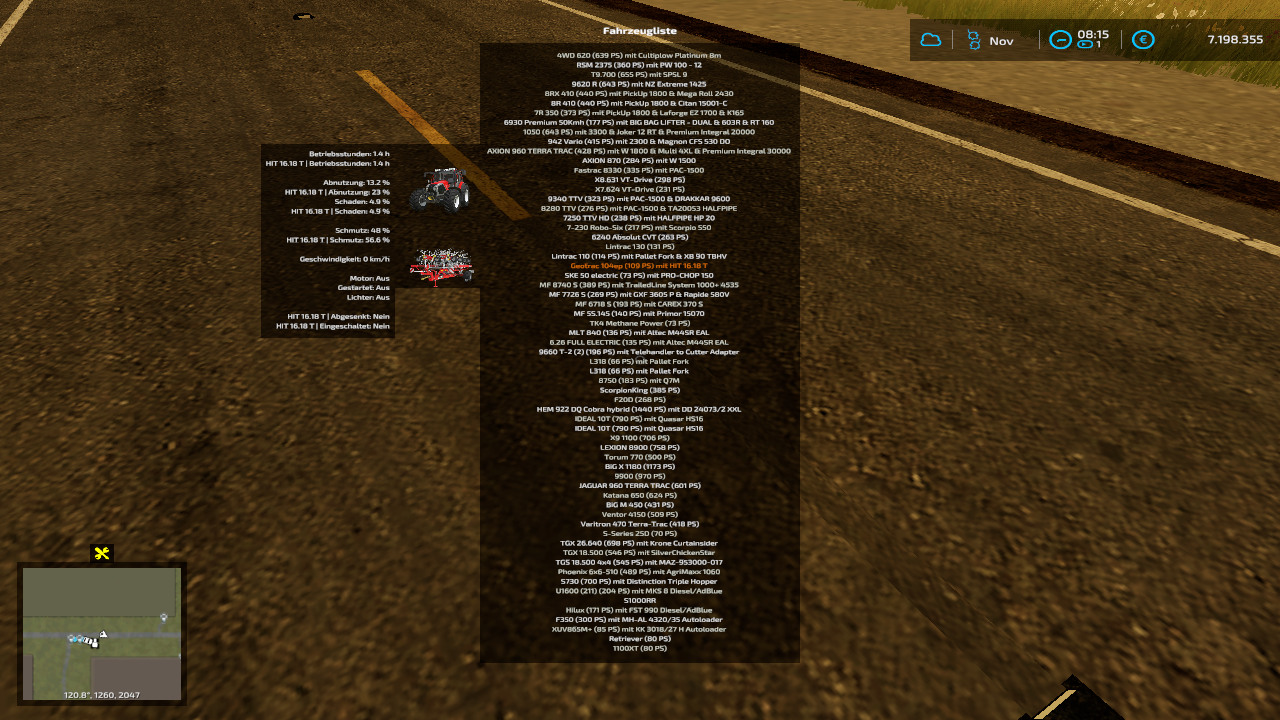 Fahrzeugliste
Nov
08:15
1
7.198.355
4WD 620 (639 PS) mit Cultiplow Platinum 8m
RSM 2375 (360 PS) mit PW 100 - 12
T9.700 (655 PS) mit SPSL 9
9620 R (643 PS) mit NZ Extreme 1425
8RX 410 (440 PS) mit PickUp 1800 & Mega Roll 2430
8R 410 (440 PS) mit PickUp 1800 & Citan 15001-C
7R 350 (373 PS) mit PickUp 1800 & Laforge EZ 1700 & K165
6930 Premium 50Kmh (177 PS) mit BIG BAG LIFTER - DUAL & 603R & RT 160
1050 (643 PS) mit 3300 & Joker 12 RT & Premium Integral 20000
942 Vario (415 PS) mit 2300 & Magnon CFS 530 DO
AXION 960 TERRA TRAC (428 PS) mit W 1800 & Multi 4XL & Premium Integral 30000
AXION 870 (284 PS) mit W 1500
Fastrac 8330 (335 PS) mit PAC-1500
X8.631 VT-Drive (298 PS)
X7.624 VT-Drive (231 PS)
9340 TTV (323 PS) mit PAC-1500 & DRAKKAR 9600
8280 TTV (276 PS) mit PAC-1500 & TA20053 HALFPIPE
7250 TTV HD (238 PS) mit HALFPIPE HP 20
7-230 Robo-Six (217 PS) mit Scorpio 550
6240 Absolut CVT (263 PS)
Lintrac 130 (131 PS)
Lintrac 110 (114 PS) mit Pallet Fork & XB 90 TBHV
Geotrac 104ep (109 PS) mit HIT 16.18 T
SKE 50 electric (73 PS) mit PRO-CHOP 150
MF 8740 S (389 PS) mit TrailedLine System 1000+ 4535
MF 7726 S (269 PS) mit GXF 3605 P & Rapide 580V
MF 6718 S (193 PS) mit CAREX 370 S
MF 5S.145 (140 PS) mit Primor 15070
TK4 Methane Power (73 PS)
MLT 840 (136 PS) mit Altec M44SR EAL
6.26 FULL ELECTRIC (135 PS) mit Altec M44SR EAL
9660 T-2 (2) (196 PS) mit Telehandler to Cutter Adapter
L318 (66 PS) mit Pallet Fork
L318 (66 PS) mit Pallet Fork
8750 (183 PS) mit Q7M
ScorpionKing (385 PS)
F20D (268 PS)
HEM 922 DQ Cobra hybrid (1440 PS) mit DD 24073/2 XXL
IDEAL 10T (790 PS) mit Quasar HS16
IDEAL 10T (790 PS) mit Quasar HS16
X9 1100 (706 PS)
LEXION 8900 (758 PS)
Torum 770 (500 PS)
BiG X 1180 (1173 PS)
9900 (970 PS)
JAGUAR 960 TERRA TRAC (601 PS)
Katana 650 (624 PS)
BiG M 450 (431 PS)
Ventor 4150 (509 PS)
Varitron 470 Terra-Trac (418 PS)
S-Series 25D (70 PS)
TGX 26.640 (698 PS) mit Krone Curtainsider
TGX 18.500 (546 PS) mit SilverChickenStar
TGS 18.500 4x4 (545 PS) mit MAZ-953000-017
Phoenix 6x6-510 (489 PS) mit AgriMaxx 1060
S730 (700 PS) mit Distinction Triple Hopper
U1600 (211) (204 PS) mit MKS 8 Diesel/AdBlue
S1000RR
Hilux (171 PS) mit FST 990 Diesel/AdBlue
F350 (300 PS) mit MH-AL 4320/35 Autoloader
XUV865M+ (85 PS) mit KK 3018/27 H Autoloader
Retriever (80 PS)
1100XT (80 PS)
Betriebsstunden: 1.4 h
HIT 16.18 T | Betriebsstunden: 1.4 h
Abnutzung: 13.2 %
HIT 16.18 T | Abnutzung: 23 %
Schaden: 4.9 %
HIT 16.18 T | Schaden: 4.9 %
Schmutz: 48 %
HIT 16.18 T | Schmutz: 56.6 %
Geschwindigkeit: 0 km/h
Motor: Aus
Gestartet: Aus
Lichter: Aus
HIT 16.18 T | Abgesenkt: Nein
HIT 16.18 T | Eingeschaltet: Nein
120.8°, 1260, 2047